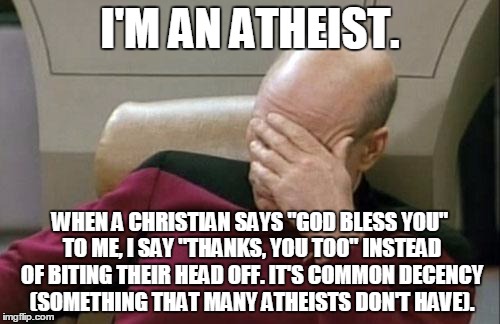 I'M AN ATHEIST.
WHEN A CHRISTIAN SAYS "GOD BLESS YOU"
TO ME, I SAY "THANKS, YOU TOO" INSTEAD
OF BITING THEIR HEAD OFF. IT'S COMMON DECENCY
(SOMETHING THAT MANY ATHEISTS DON'T HAVE).
imgflip.com